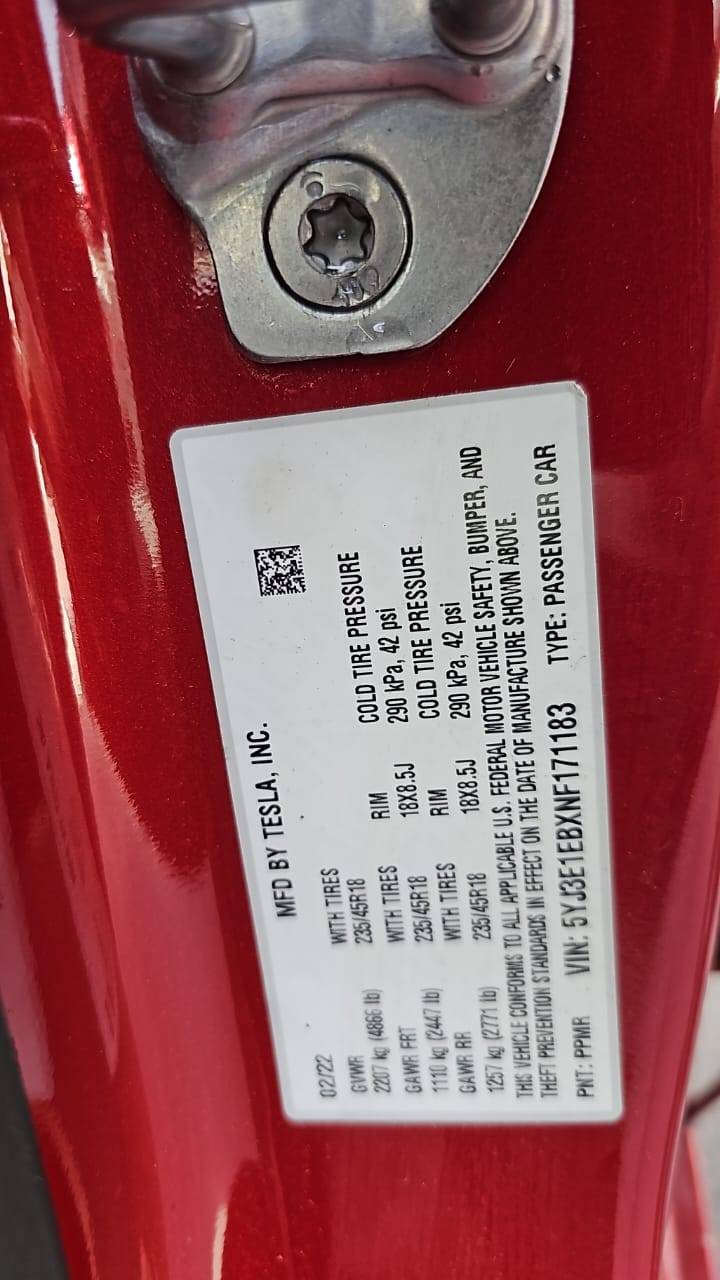 MFD BY TESLA, INC.
02/22
GVWR WITH TIRES RIM COLD TIRE PRESSURE
2207 kg (4866 lb) 235/45R18 18X8.5J 290 kPa, 42 psi
GAWR FRT WITH TIRES RIM COLD TIRE PRESSURE
1110 kg (2447 lb) 235/45R18 18X8.5J 290 kPa, 42 psi
GAWR RR WITH TIRES
1257 kg (2771 lb) 235/45R18
THIS VEHICLE CONFORMS TO ALL APPLICABLE U.S. FEDERAL MOTOR VEHICLE SAFETY, BUMPER, AND
THEFT PREVENTION STANDARDS IN EFFECT ON THE DATE OF MANUFACTURE SHOWN ABOVE.
PNT: PPMR VIN: 5YJ3E1EBXNF171183 TYPE: PASSENGER CAR